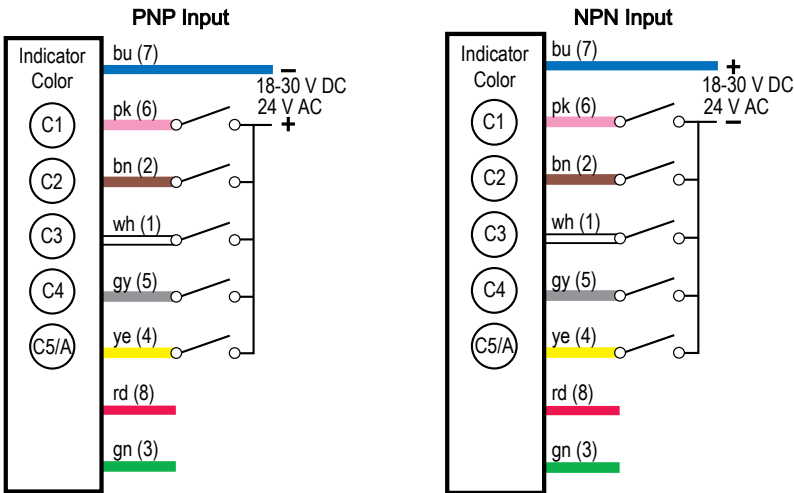 PNP Input
Indicator
Color
bu (7)
–
18-30 V DC
24 V AC
+
C1
pk (6)
C2
bn (2)
C3
wh (1)
C4
gy (5)
C5/A
ye (4)
rd (8)
gn (3)
NPN Input
Indicator
Color
bu (7)
+
18-30 V DC
24 V AC
–
C1
pk (6)
C2
bn (2)
C3
wh (1)
C4
gy (5)
C5/A
ye (4)
rd (8)
gn (3)